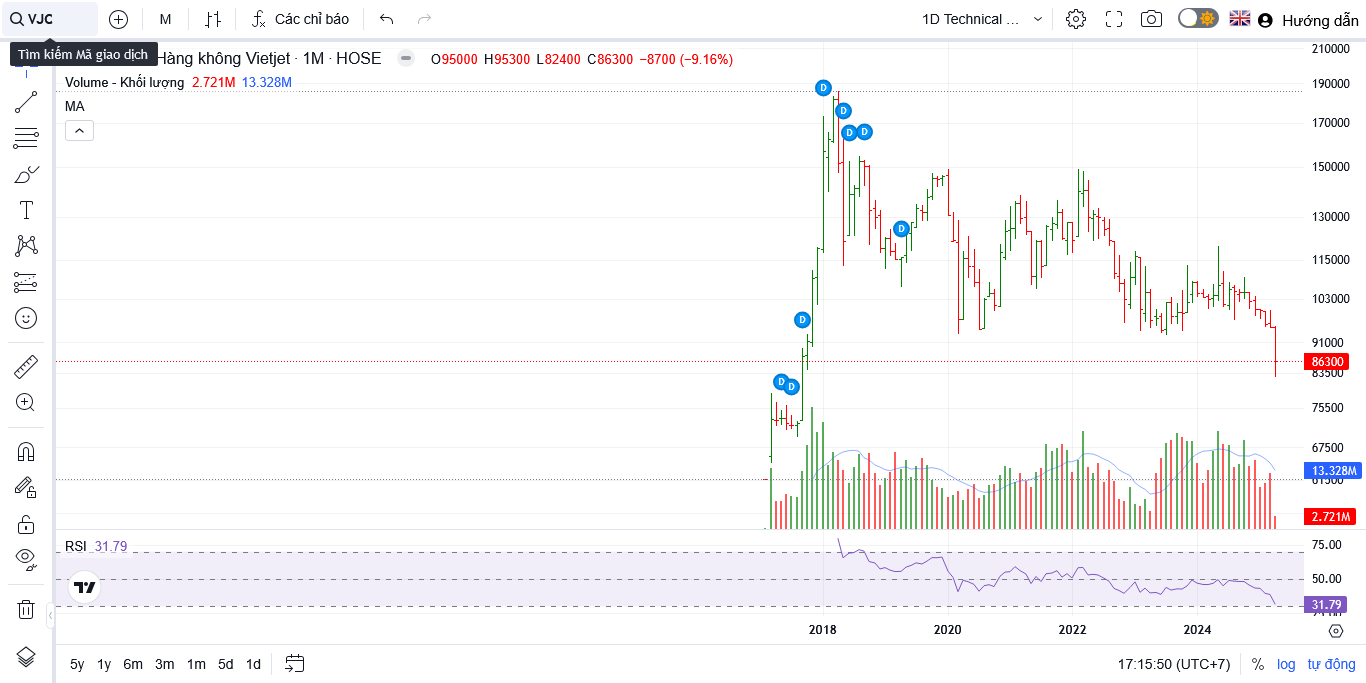 VJC M Các chỉ báo 1D Technical ... Hướng dẫn
Tìm kiếm Mã giao dịch
Hàng không Vietjet · 1M · HOSE O95000 H95300 L82400 C86300 −8700 (−9.16%)
Volume - Khối lượng 2.721M 13.328M
MA
D
D
D
D
D
D
D
D
210000
190000
170000
150000
130000
115000
103000
91000
86300
83500
75500
67500
13.328M
61500
2.721M
RSI 31.79
75.00
50.00
31.79
25.00
2018 2020 2022 2024
5y 1y 6m 3m 1m 5d 1d 17:15:50 (UTC+7) % log tự động